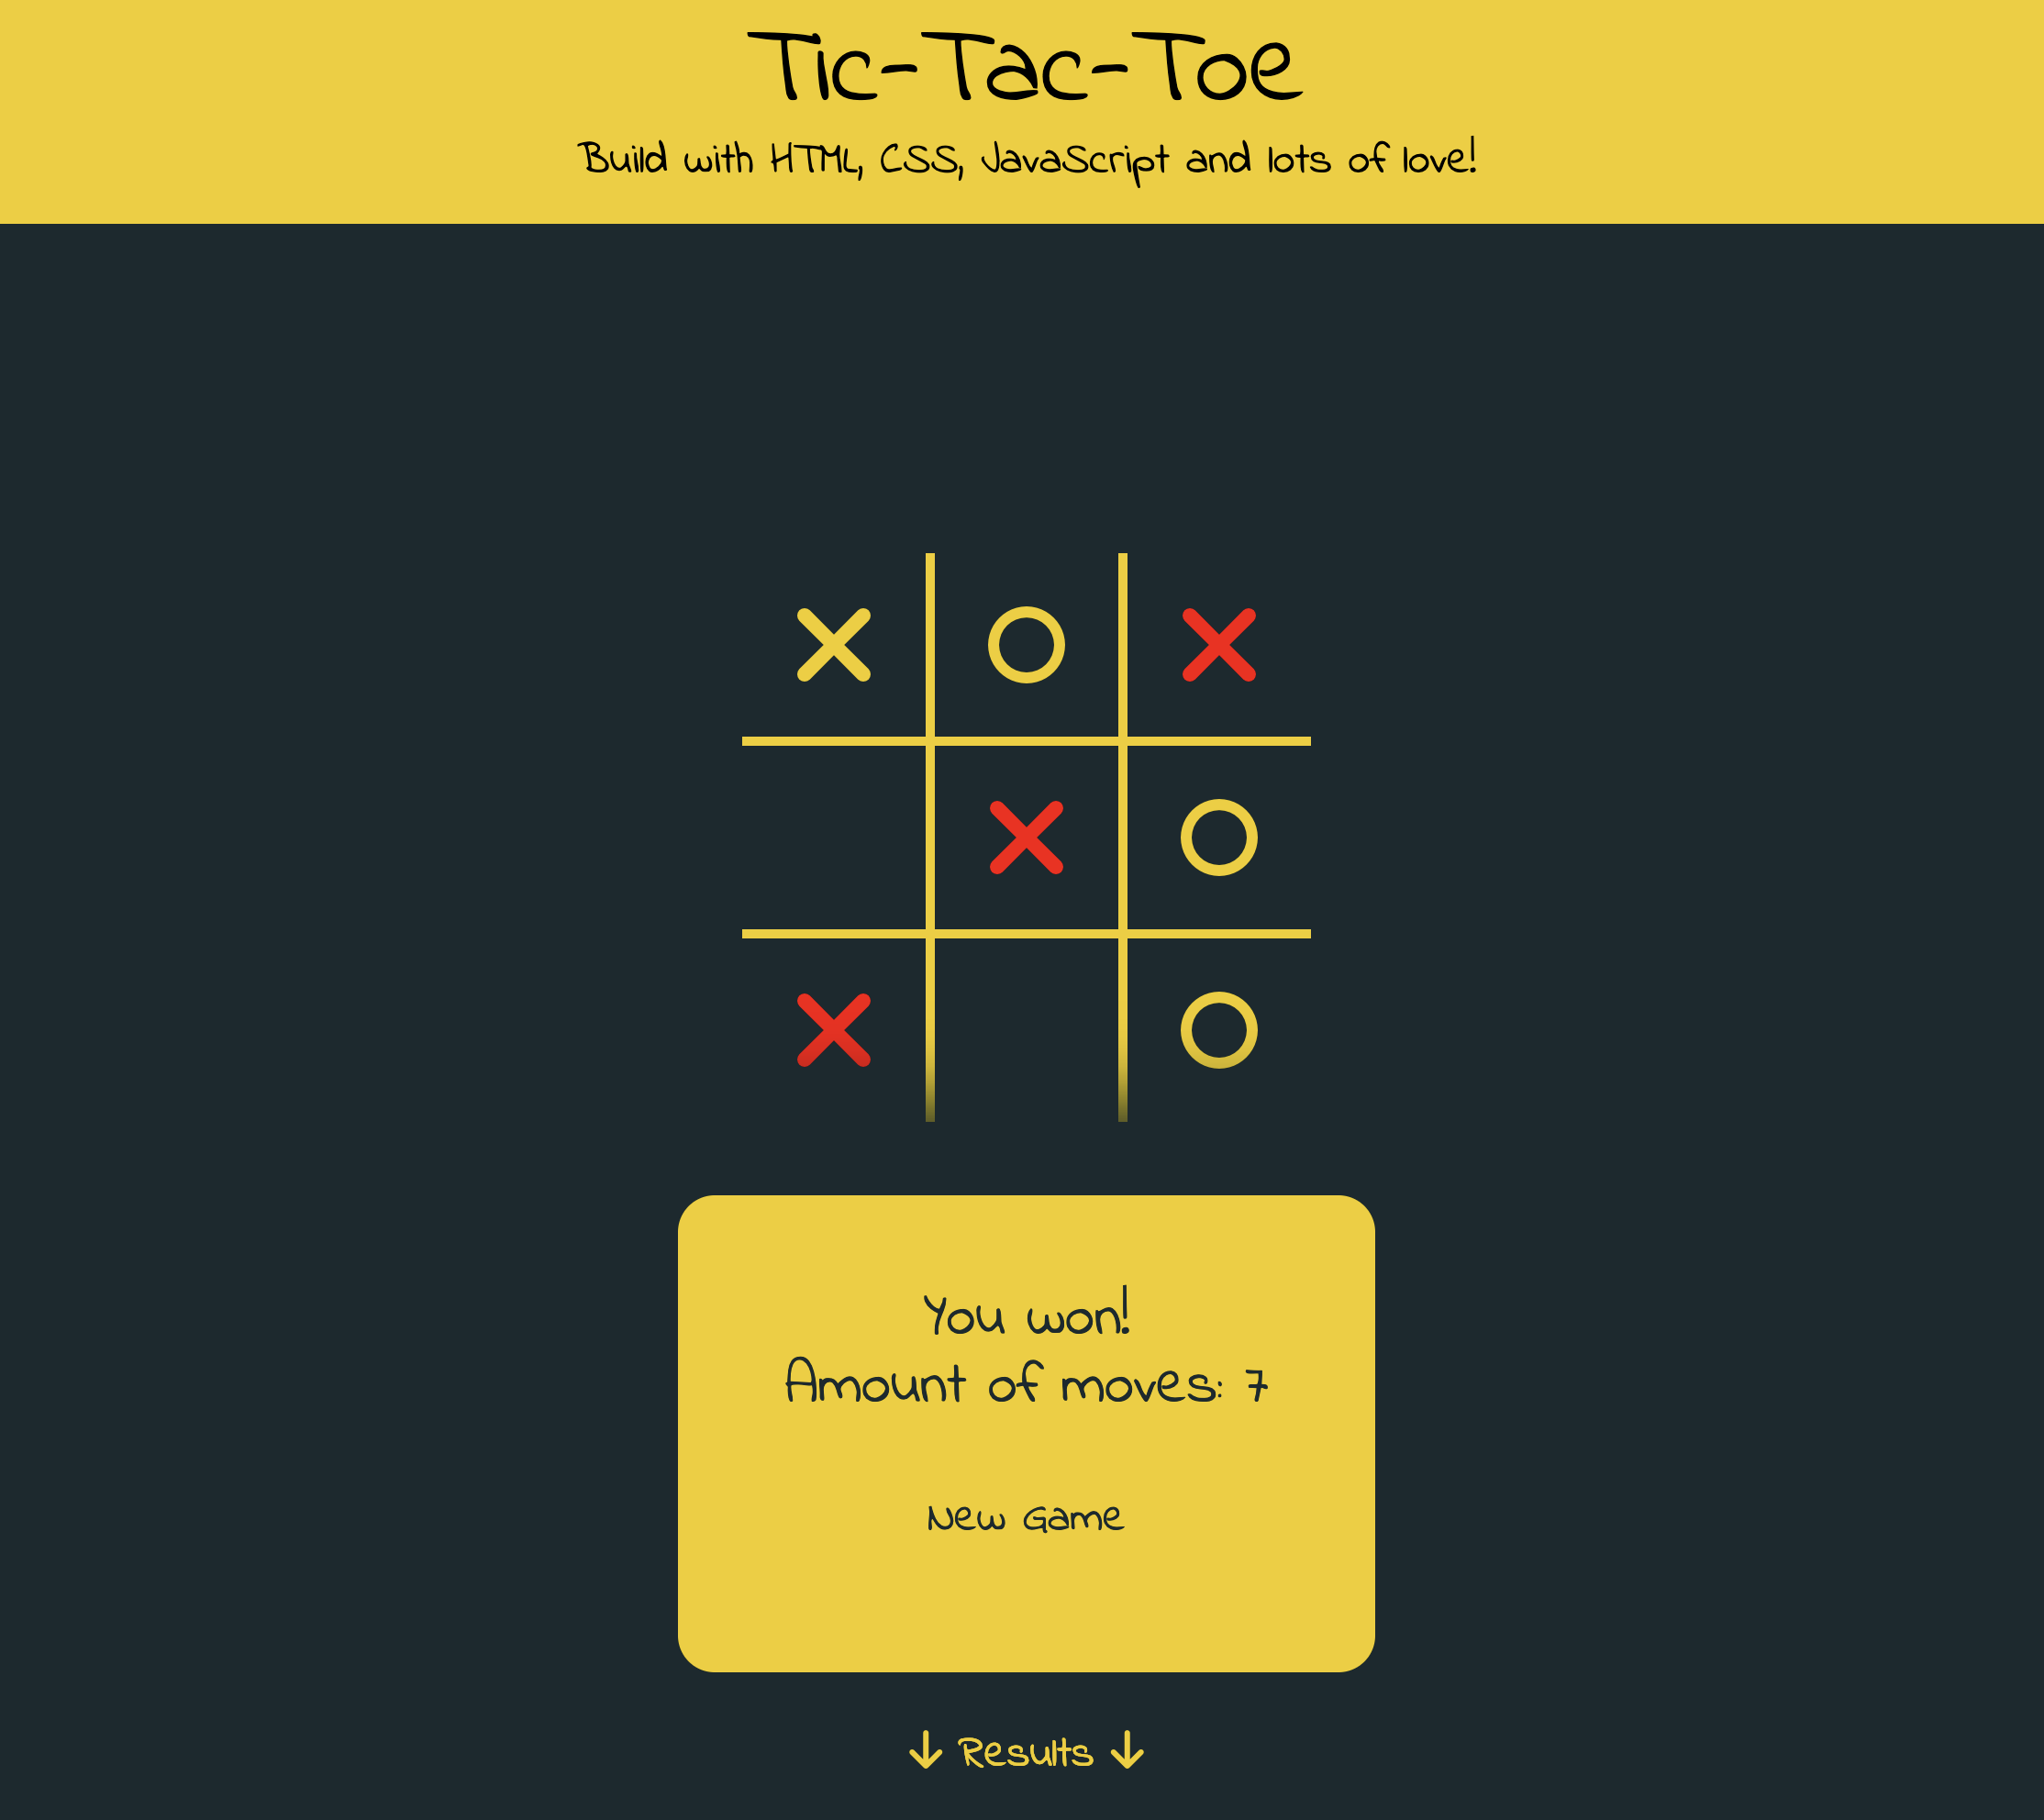 Tic-Tac-Toe
Build with HTML, CSS, JavaScript and lots of love!
You won!
Amount of moves: 7
New Game
Results